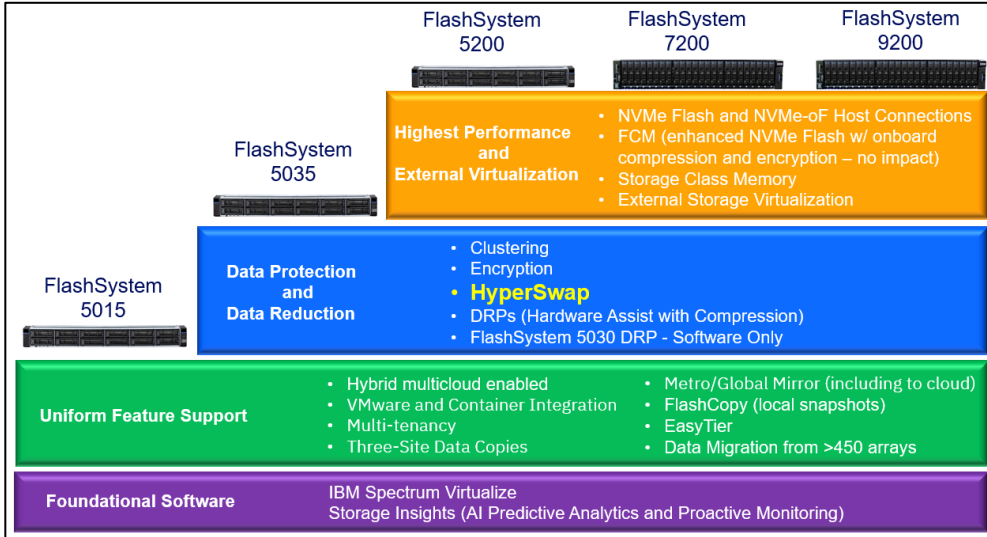 FlashSystem
5200
FlashSystem
7200
FlashSystem
9200
Highest Performance
and
External Virtualization
• NVMe Flash and NVMe-oF Host Connections
• FCM (enhanced NVMe Flash w/ onboard
compression and encryption – no impact)
• Storage Class Memory
• External Storage Virtualization
FlashSystem
5035
Data Protection
and
Data Reduction
• Clustering
• Encryption
• HyperSwap
• DRPs (Hardware Assist with Compression)
• FlashSystem 5030 DRP - Software Only
FlashSystem
5015
Uniform Feature Support
• Hybrid multicloud enabled
• VMware and Container Integration
• Multi-tenancy
• Three-Site Data Copies
• Metro/Global Mirror (including to cloud)
• FlashCopy (local snapshots)
• EasyTier
• Data Migration from >450 arrays
Foundational Software
IBM Spectrum Virtualize
Storage Insights (AI Predictive Analytics and Proactive Monitoring)